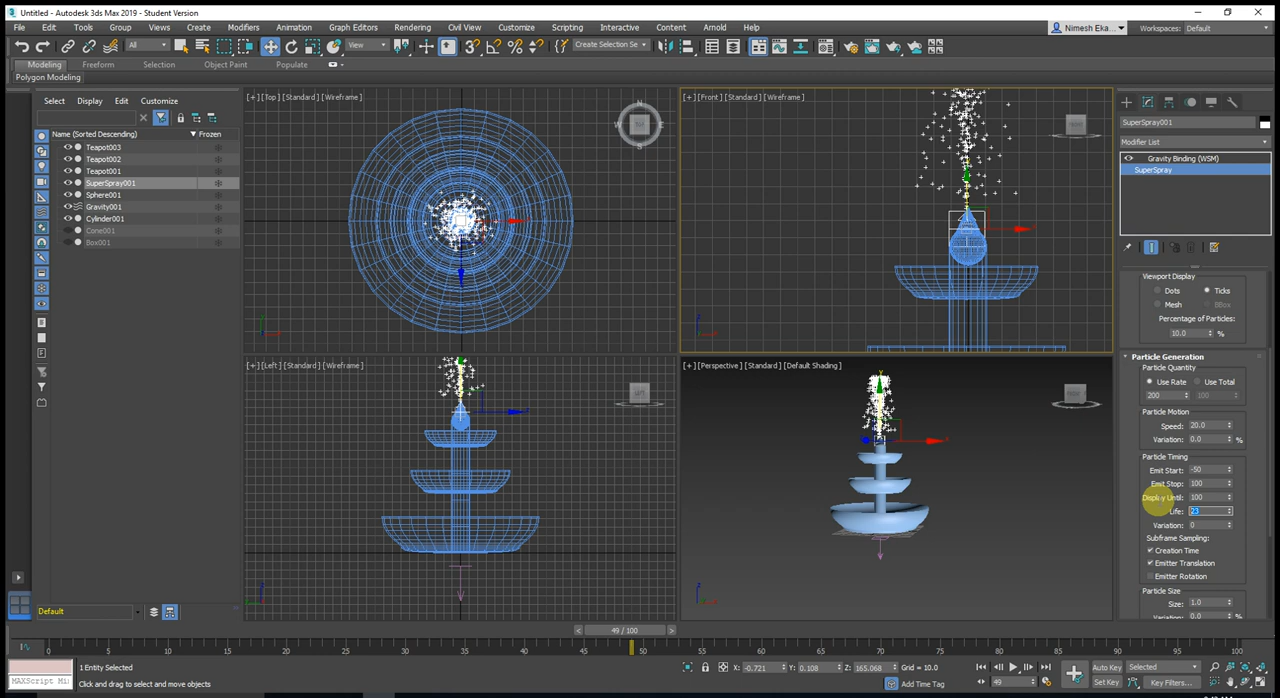 Untitled - Autodesk 3ds Max 2019 - Student Version
File Edit Tools Group Views Create Modifiers Animation Graph Editors Rendering Civil View Customize Scripting Interactive Content Arnold Help
Nimesh Eka... Workspaces: Default
All View Create Selection Se
Modeling Freeform Selection Object Paint Populate
Polygon Modeling
Select Display Edit Customize
Name (Sorted Descending) Frozen
Teapot003
Teapot002
Teapot001
SuperSpray001
Sphere001
Gravity001
Cylinder001
Cone001
Box001
Default
[+] [Top] [Standard] [Wireframe]
[+] [Front] [Standard] [Wireframe]
[+] [Left] [Standard] [Wireframe]
[+] [Perspective] [Standard] [Default Shading]
SuperSpray001
Modifier List
Gravity Binding (WSM)
SuperSpray
Viewport Display
Dots Ticks
Mesh BBox
Percentage of Particles:
10.0 %
Particle Generation
Particle Quantity
Use Rate Use Total
200 100
Particle Motion
Speed: 20.0
Variation: 0.0 %
Particle Timing
Emit Start: -50
Emit Stop: 100
Display Until: 100
Life: 23
Variation: 0
Subframe Sampling:
Creation Time
Emitter Translation
Emitter Rotation
Particle Size
Size: 1.0
Variation: 0.0 %
< 49 / 100 >
0 5 10 15 20 25 30 35 40 45 50 55 60 65 70 75 80 85 90 95 100
1 Entity Selected
MAXScript Mi
Click and drag to select and move objects
X: -0.721 Y: 0.108 Z: 165.068 Grid = 10.0
Add Time Tag
49
Auto Key Selected
Set Key Key Filters...